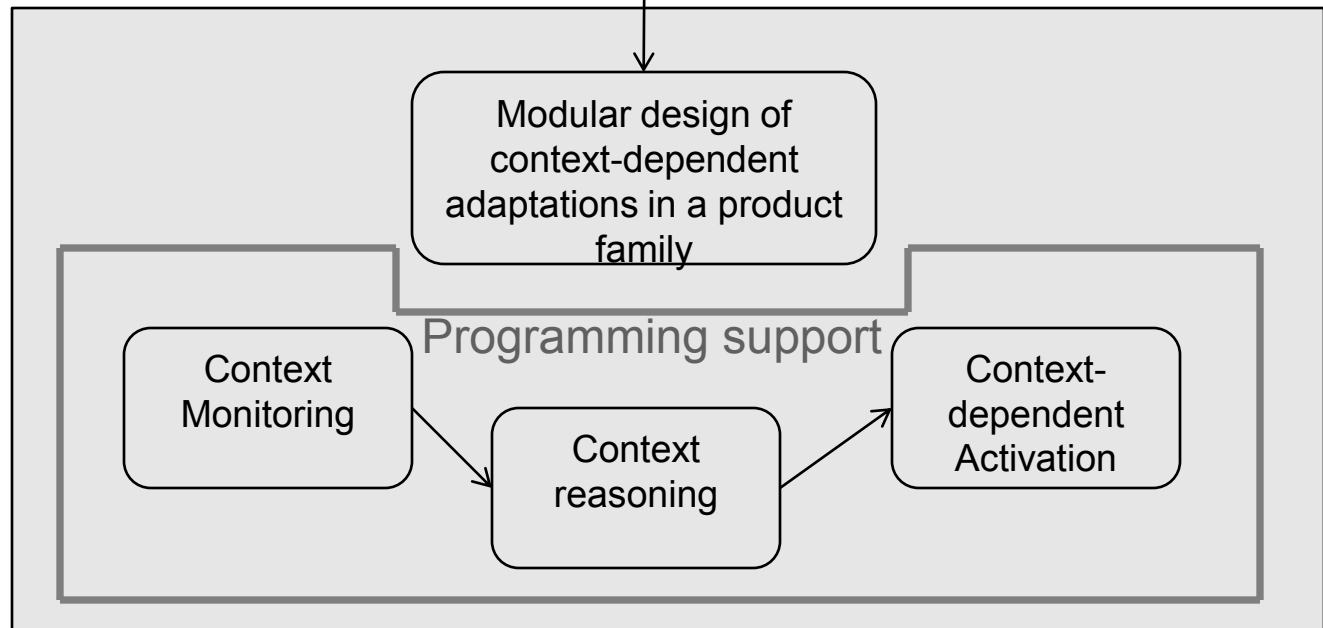 Modular design of
context-dependent
adaptations in a product
family
Programming support
Context
Monitoring
Context
reasoning
Context-
dependent
Activation